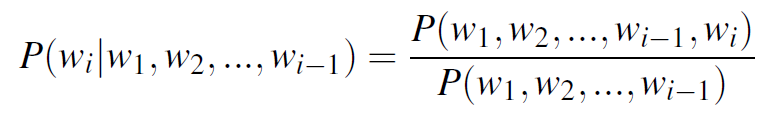 P(w_i|w_1, w_2, ..., w_{i−1}) = \frac{P(w_1, w_2, ..., w_{i−1}, w_i)}{P(w_1, w_2, ..., w_{i−1})}